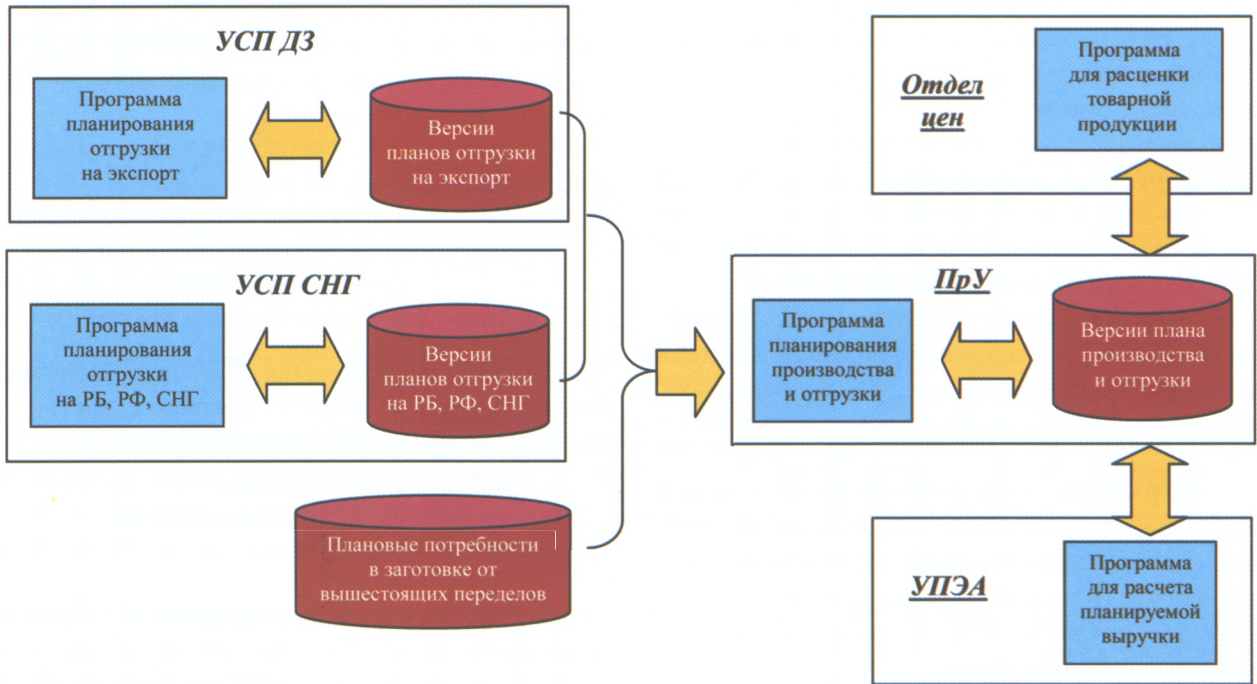 УСП ДЗ
Программа
планирования
отгрузки
на экспорт
Версии
планов отгрузки
на экспорт
УСП СНГ
Программа
планирования
отгрузки
на РБ, РФ, СНГ
Версии
планов отгрузки
на РБ, РФ, СНГ
Плановые потребности
в заготовке от
вышестоящих переделов
Отдел
цен
Программа
для расценки
товарной
продукции
ПрУ
Программа
планирования
производства
и отгрузки
Версии плана
производства
и отгрузки
УПЭА
Программа
для расчета
планируемой
выручки